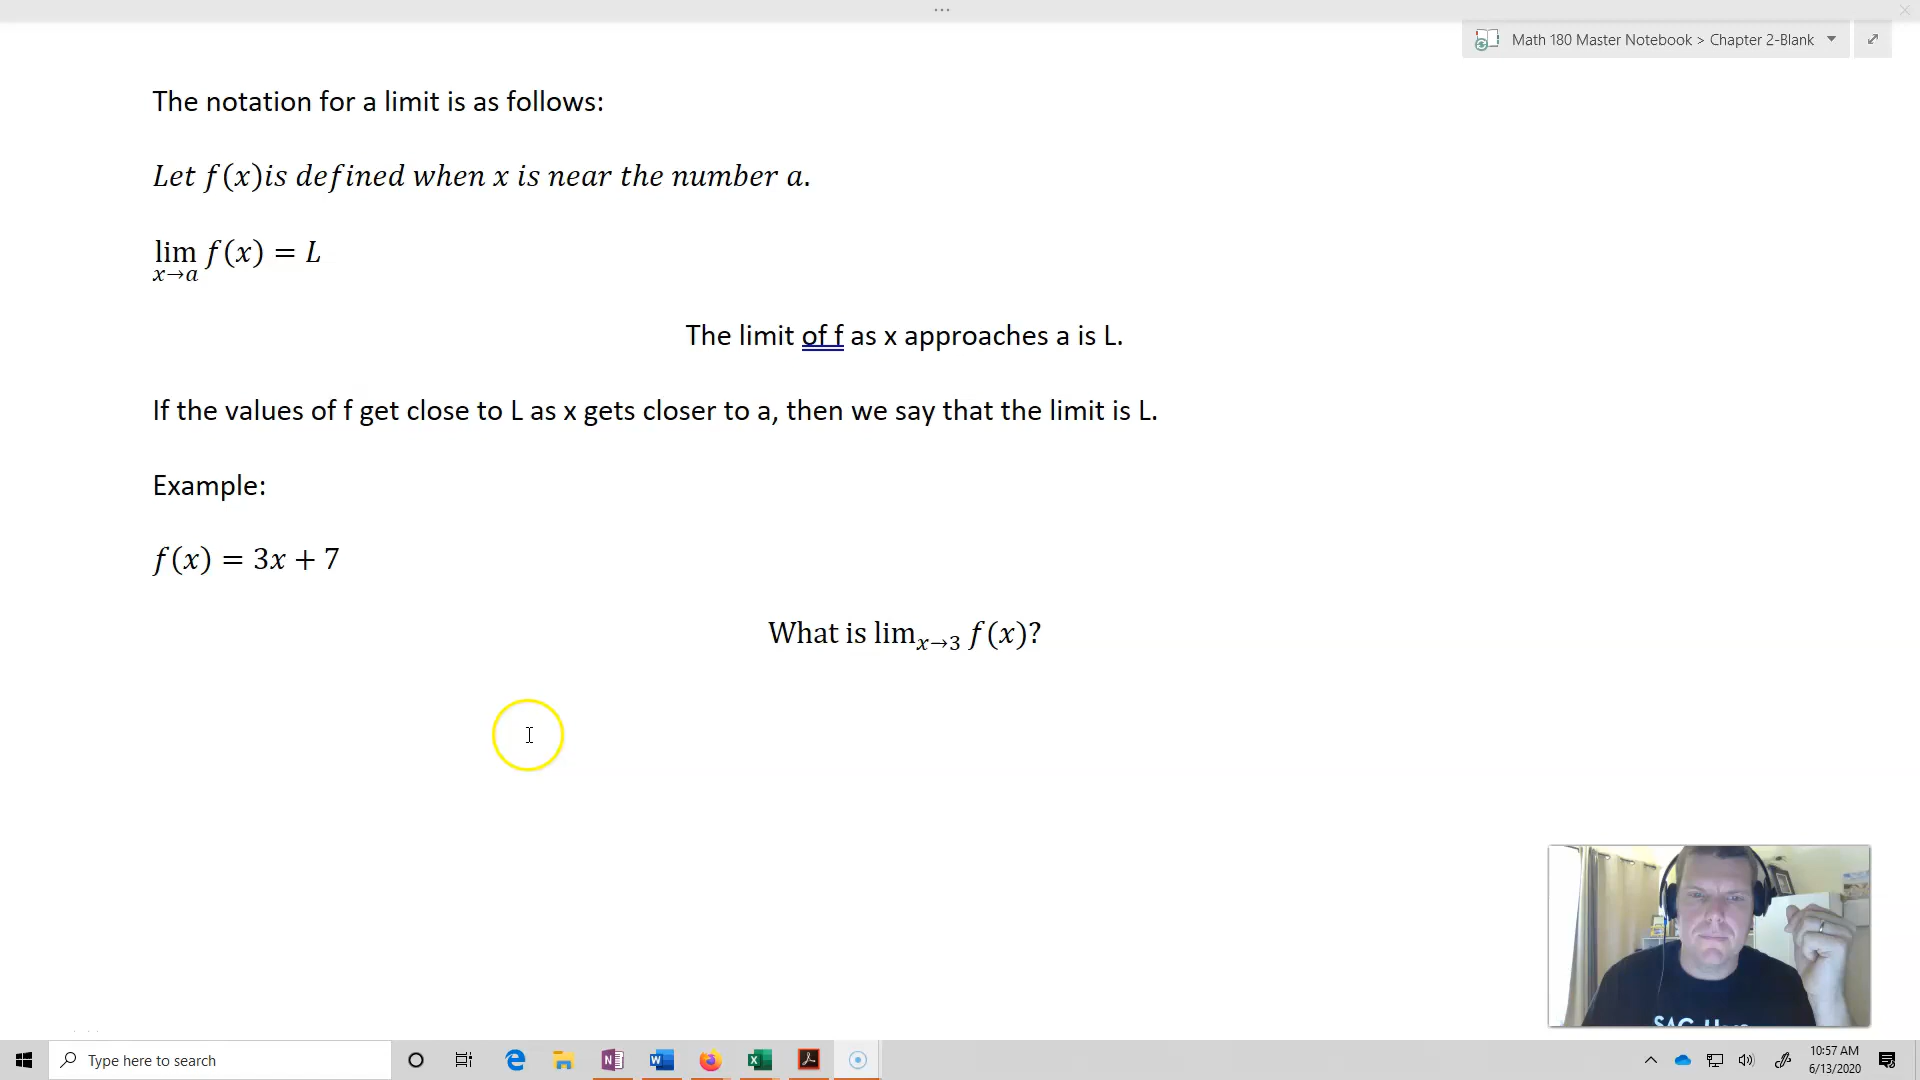 Math 180 Master Notebook > Chapter 2-Blank
The notation for a limit is as follows:
Let f(x)is defined when x is near the number a.
lim f(x) = L
x→a
The limit of f as x approaches a is L.
If the values of f get close to L as x gets closer to a, then we say that the limit is L.
Example:
f(x) = 3x + 7
What is lim x→3 f(x)?
Type here to search
10:57 AM
6/13/2020